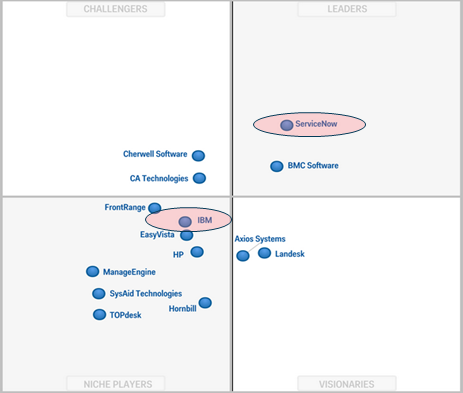 CHALLENGERS
LEADERS
ServiceNow
Cherwell Software
BMC Software
CA Technologies
FrontRange
IBM
EasyVista
Axios Systems
HP
Landesk
ManageEngine
SysAid Technologies
Hornbill
TOPdesk
NICHE PLAYERS
VISIONARIES